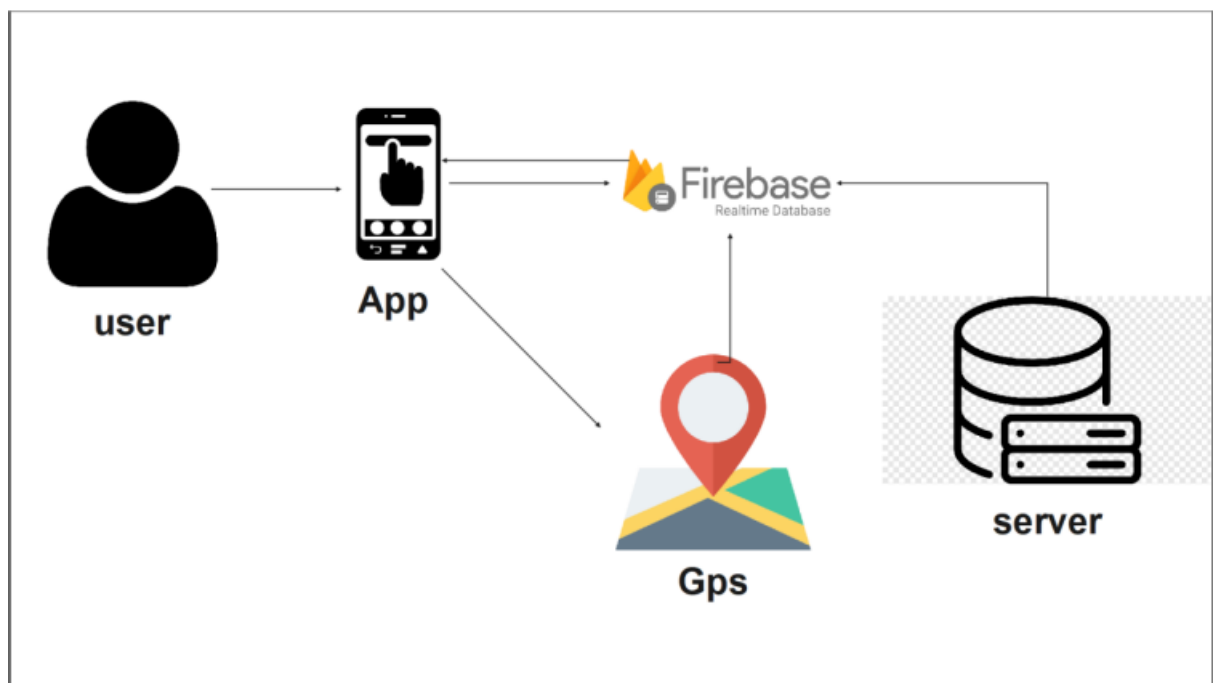 Firebase
Realtime Database
App
user
server
Gps